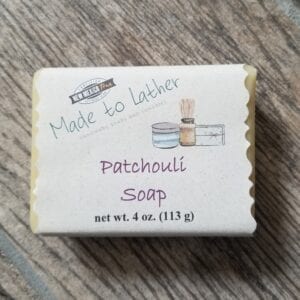 Made to Lather
Patchouli
Soap
net wt. 4 oz. (113 g)